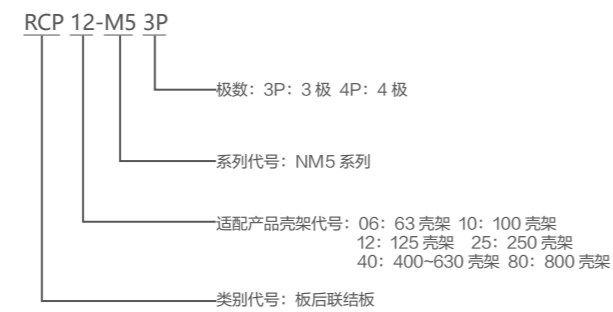 RCP 12-M5 3P
极数：3P：3 极 4P：4 极
系列代号：NM5 系列
适配产品壳架代号：06：63 壳架 10：100 壳架
12：125 壳架 25：250 壳架
40：400~630 壳架 80：800 壳架
类别代号：板后联结板